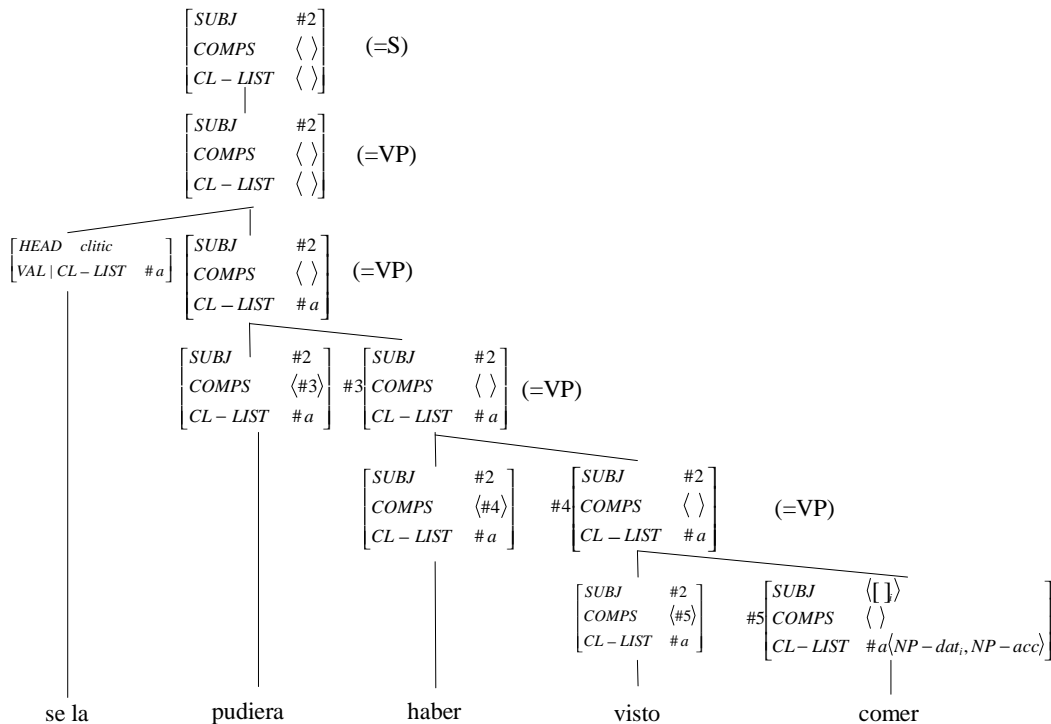 SUBJ #2
COMPS ⟨ ⟩ (=S)
CL – LIST ⟨ ⟩
SUBJ #2
COMPS ⟨ ⟩ (=VP)
CL – LIST ⟨ ⟩
HEAD clitic
VAL | CL – LIST # a
SUBJ #2
COMPS ⟨ ⟩ (=VP)
CL – LIST # a
SUBJ #2
COMPS ⟨#3⟩
CL – LIST # a
#3
SUBJ #2
COMPS ⟨ ⟩ (=VP)
CL – LIST # a
SUBJ #2
COMPS ⟨#4⟩
CL – LIST # a
#4
SUBJ #2
COMPS ⟨ ⟩ (=VP)
CL – LIST # a
SUBJ #2
COMPS ⟨#5⟩
CL – LIST # a
#5
SUBJ ⟨[ ]i⟩
COMPS ⟨ ⟩
CL – LIST # a⟨NP – dati, NP – acc⟩
se la pudiera haber visto comer